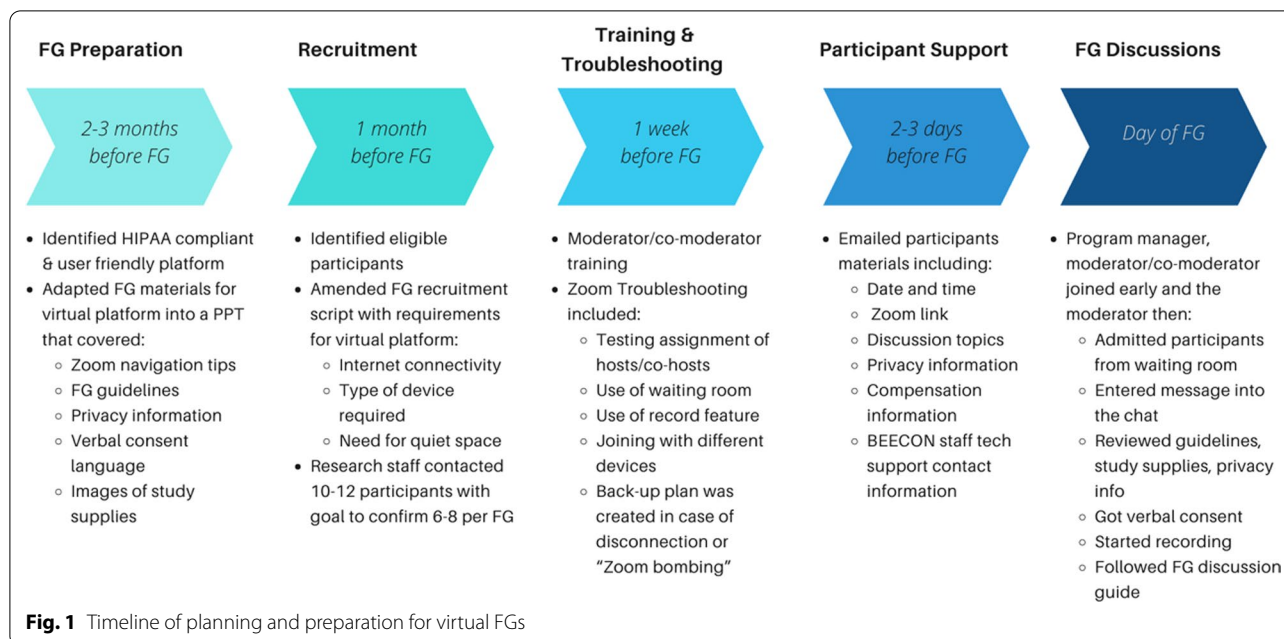 FG Preparation
2-3 months
before FG
• Identified HIPAA compliant
& user friendly platform
• Adapted FG materials for
virtual platform into a PPT
that covered:
◦ Zoom navigation tips
◦ FG guidelines
◦ Privacy information
◦ Verbal consent
language
◦ Images of study
supplies
Recruitment
1 month
before FG
• Identified eligible
participants
• Amended FG recruitment
script with requirements
for virtual platform:
◦ Internet connectivity
◦ Type of device
required
◦ Need for quiet space
• Research staff contacted
10-12 participants with
goal to confirm 6-8 per FG
Training &
Troubleshooting
1 week
before FG
• Moderator/co-moderator
training
• Zoom Troubleshooting
included:
◦ Testing assignment of
hosts/co-hosts
◦ Use of waiting room
◦ Use of record feature
◦ Joining with different
devices
◦ Back-up plan was
created in case of
disconnection or
“Zoom bombing”
Participant Support
2-3 days
before FG
• Emailed participants
materials including:
◦ Date and time
◦ Zoom link
◦ Discussion topics
◦ Privacy information
◦ Compensation
information
◦ BEECON staff tech
support contact
information
FG Discussions
Day of FG
• Program manager,
moderator/co-moderator
joined early and the
moderator then:
◦ Admitted participants
from waiting room
◦ Entered message into
the chat
◦ Reviewed guidelines,
study supplies, privacy
info
◦ Got verbal consent
◦ Started recording
◦ Followed FG discussion
guide
Fig. 1 Timeline of planning and preparation for virtual FGs